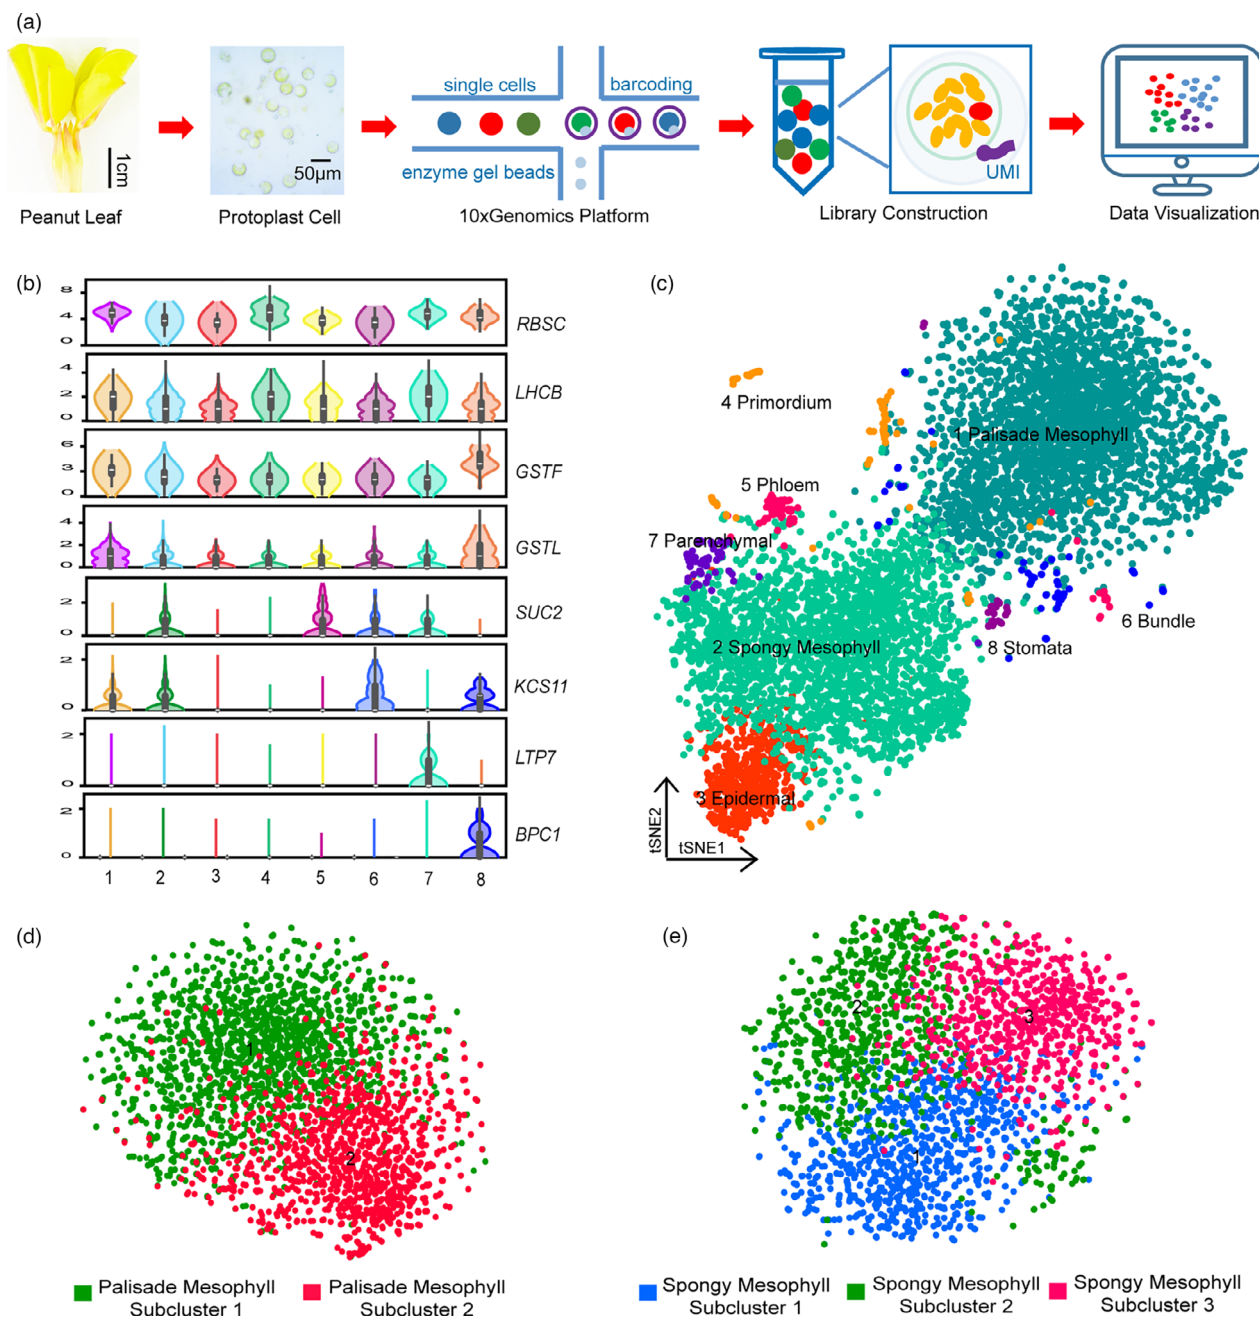 (a)
single cells
barcoding
enzyme gel beads
1cm
50μm
UMI
Peanut Leaf
Protoplast Cell
10xGenomics Platform
Library Construction
Data Visualization
(b)
8
4
0
RBSC
4
2
0
LHCB
6
3
0
GSTF
4
2
0
GSTL
2
0
SUC2
2
0
KCS11
2
0
LTP7
2
0
BPC1
1 2 3 4 5 6 7 8
(c)
4 Primordium
1 Palisade Mesophyll
5 Phloem
7 Parenchymal
6 Bundle
2 Spongy Mesophyll
8 Stomata
3 Epidermal
tSNE2
tSNE1
(d)
1
2
Palisade Mesophyll
Subcluster 1
Palisade Mesophyll
Subcluster 2
(e)
2
3
1
Spongy Mesophyll
Subcluster 1
Spongy Mesophyll
Subcluster 2
Spongy Mesophyll
Subcluster 3